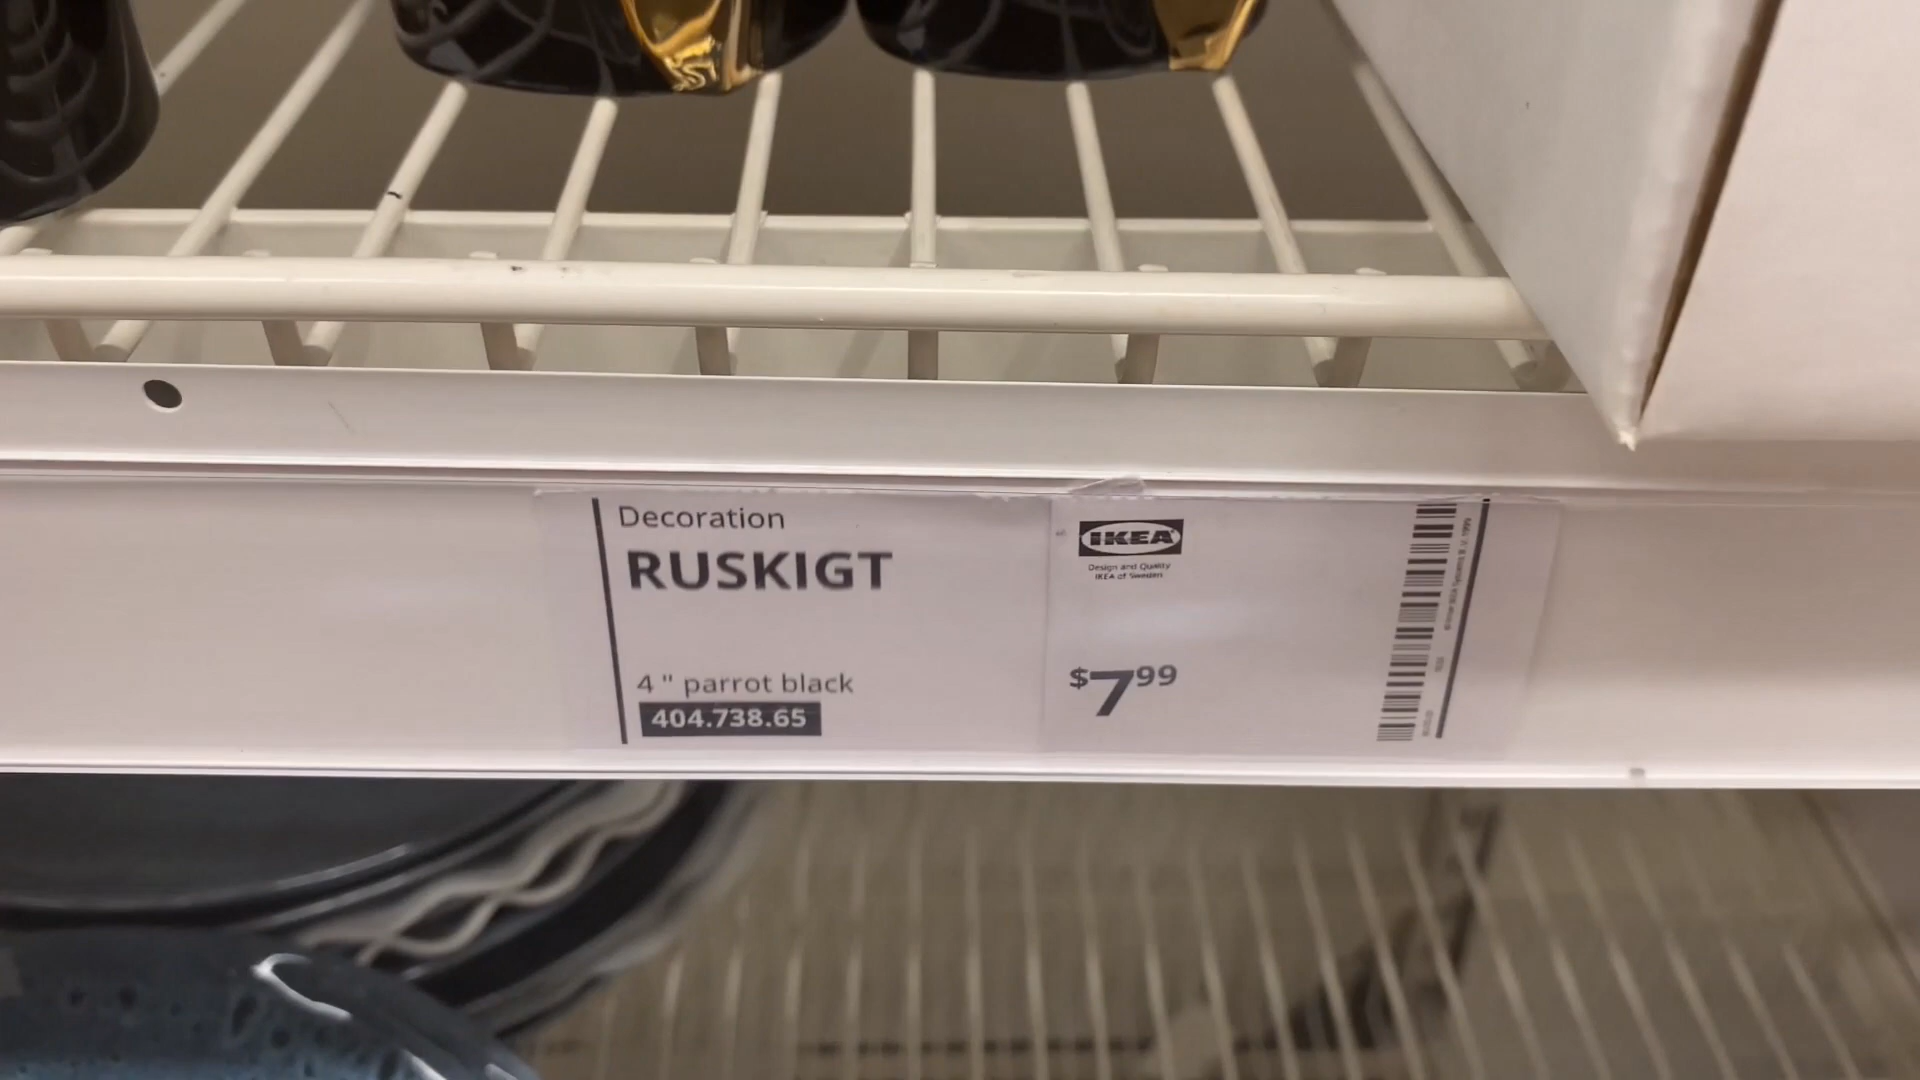 Decoration
RUSKIGT
4" parrot black
404.738.65
IKEA
Design and Quality
IKEA of Sweden
$7.99